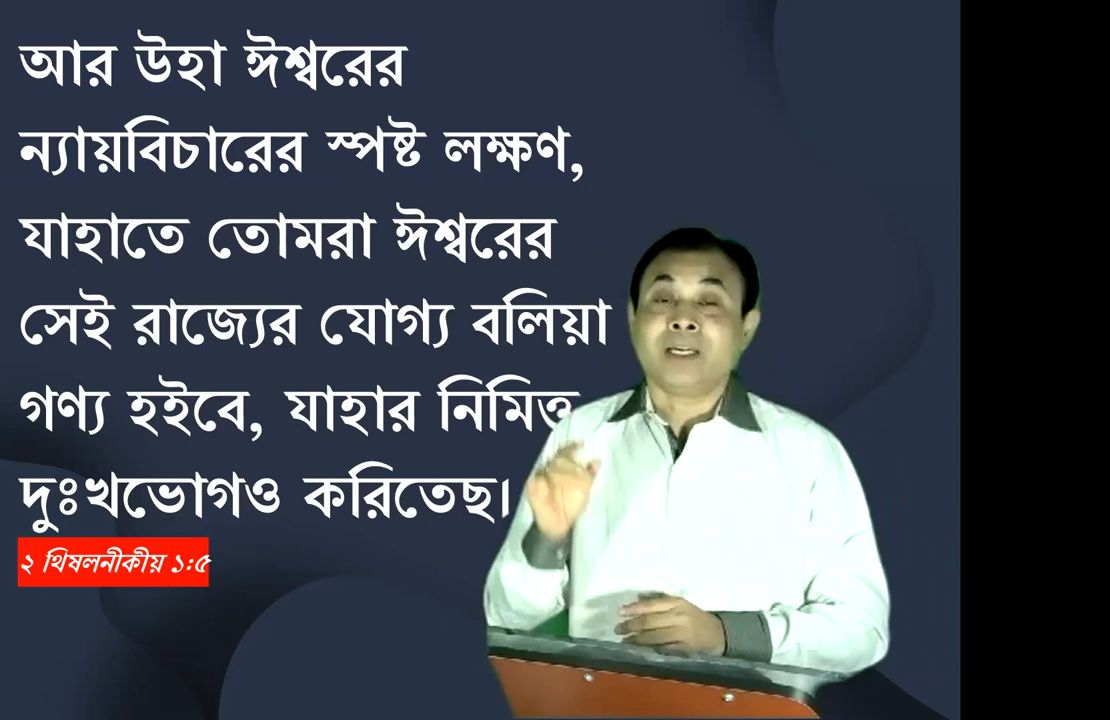 আর উহা ঈশ্বরের
ন্যায়বিচারের স্পষ্ট লক্ষণ,
যাহাতে তোমরা ঈশ্বরের
সেই রাজ্যের যোগ্য বলিয়া
গণ্য হইবে, যাহার নিমিত্ত
দুঃখভোগও করিতেছ।
২ থিষলনীকীয় ১:৫